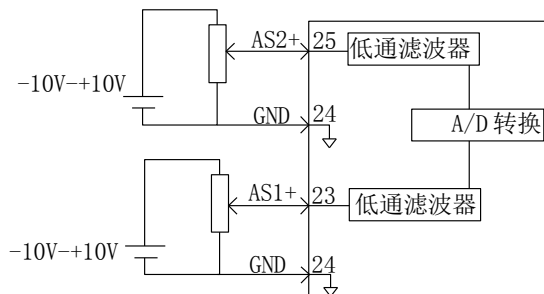 AS2+ 25 低通滤波器
-10V-+10V
GND 24
A/D 转换
AS1+ 23 低通滤波器
-10V-+10V
GND 24